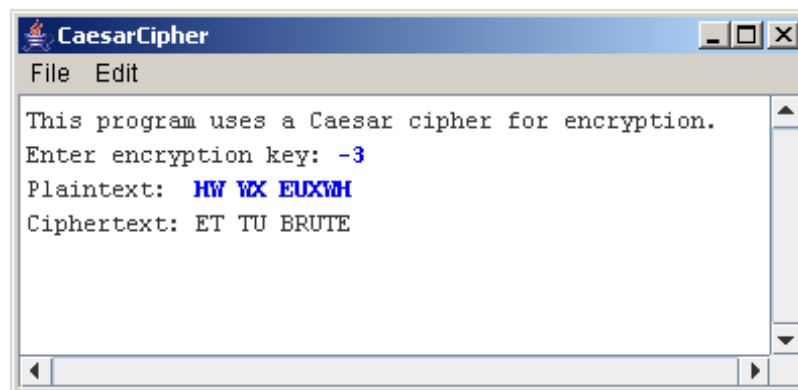 CaesarCipher
File Edit
This program uses a Caesar cipher for encryption.
Enter encryption key: -3
Plaintext: HW WX EUXWH
Ciphertext: ET TU BRUTE